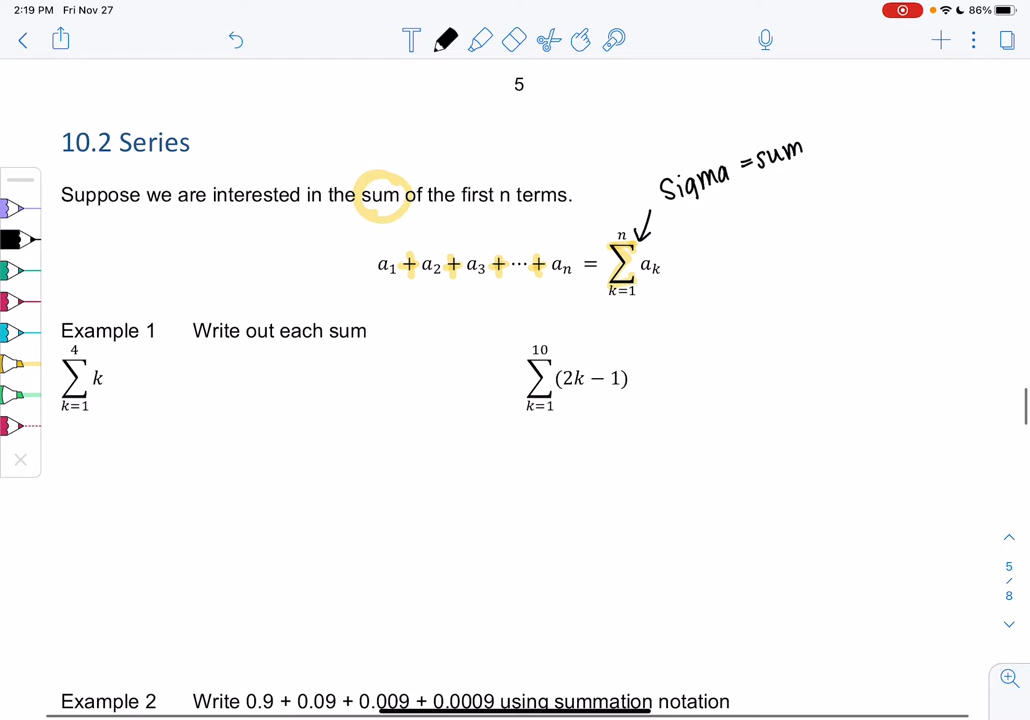 2:19 PM Fri Nov 27
86%
T
5
10.2 Series
Sigma = sum
Suppose we are interested in the sum of the first n terms.
a₁ + a₂ + a₃ + ⋯ + aₙ = ∑ₖ₌₁ⁿ aₖ
Example 1 Write out each sum
∑ₖ₌₁⁴ k
∑ₖ₌₁¹⁰ (2k − 1)
5
/
8
Example 2 Write 0.9 + 0.09 + 0.009 + 0.0009 using summation notation